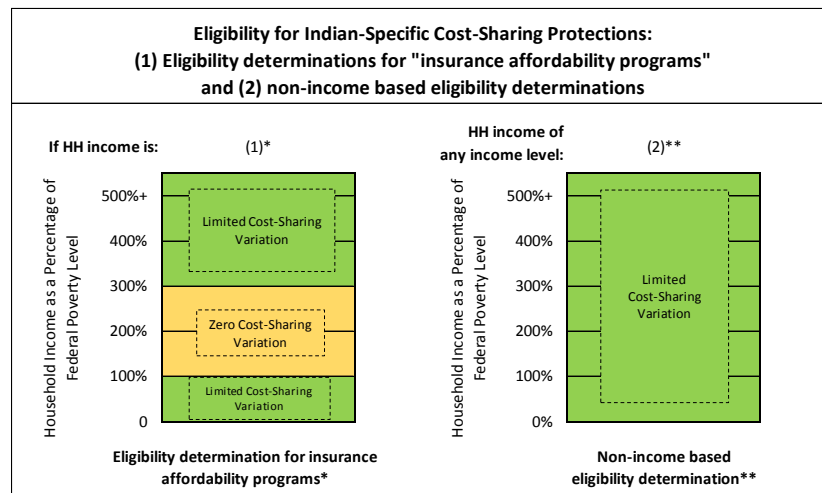 Eligibility for Indian-Specific Cost-Sharing Protections:
(1) Eligibility determinations for "insurance affordability programs"
and (2) non-income based eligibility determinations
If HH income is:
(1)*
Household Income as a Percentage of
Federal Poverty Level
500%+
400%
300%
200%
100%
0
Limited Cost-Sharing
Variation
Zero Cost-Sharing
Variation
Limited Cost-Sharing
Variation
Eligibility determination for insurance
affordability programs*
HH income of
any income level:
(2)**
Household Income as a Percentage of
Federal Poverty Level
500%+
400%
300%
200%
100%
0%
Limited
Cost-Sharing
Variation
Non-income based
eligibility determination**